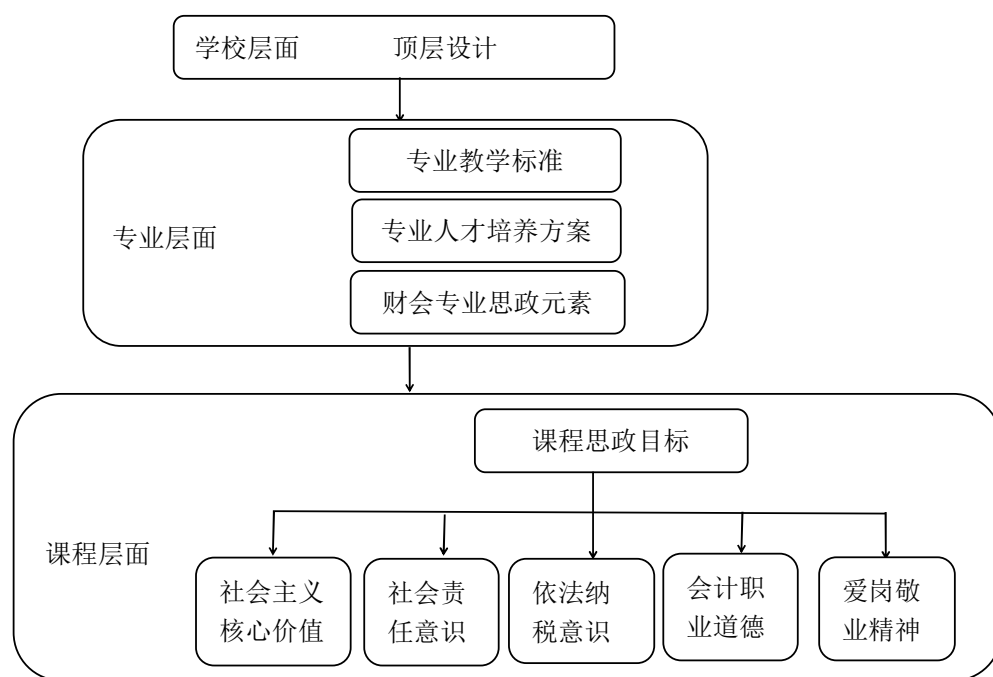 学校层面 顶层设计
专业教学标准
专业层面
专业人才培养方案
财会专业思政元素
课程思政目标
课程层面
社会主义
核心价值
社会责
任意识
依法纳
税意识
会计职
业道德
爱岗敬
业精神